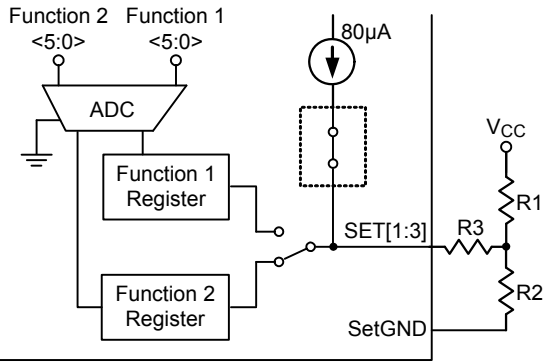 Function 2 Function 1
<5:0> <5:0>
80µA
ADC
VCC
Function 1
Register
R1
SET[1:3]
R3
Function 2
Register
R2
SetGND